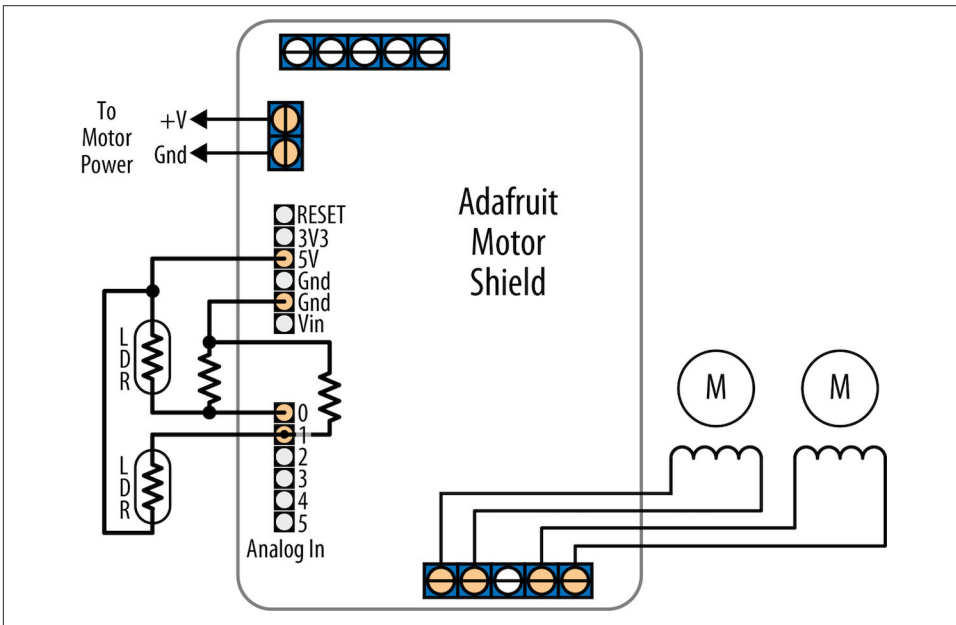 To
Motor
Power
+V
Gnd
RESET
3V3
5V
Gnd
Gnd
Vin
Adafruit
Motor
Shield
L
D
R
L
D
R
0
1
2
3
4
5
Analog In
M
M